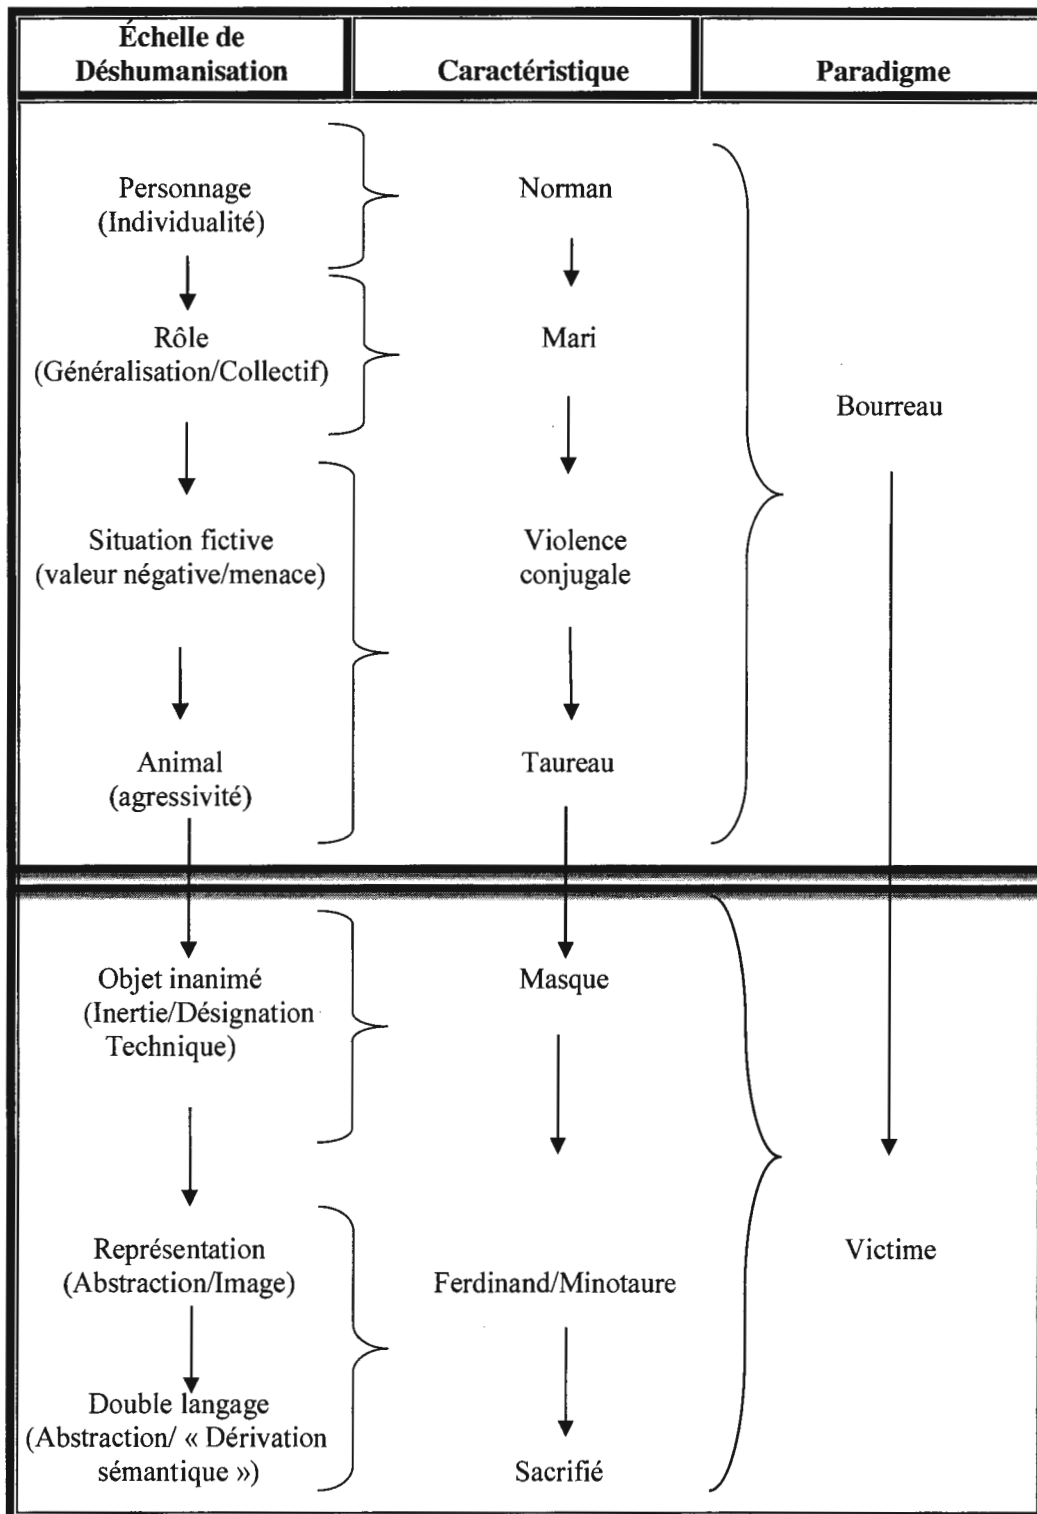 Échelle de
Déshumanisation
Caractéristique
Paradigme
Personnage
(Individualité)
Norman
Rôle
(Généralisation/Collectif)
Mari
Bourreau
Situation fictive
(valeur négative/menace)
Violence
conjugale
Animal
(agressivité)
Taureau
Objet inanimé
(Inertie/Désignation
Technique)
Masque
Représentation
(Abstraction/Image)
Ferdinand/Minotaure
Victime
Double langage
(Abstraction/ « Dérivation
sémantique »)
Sacrifié